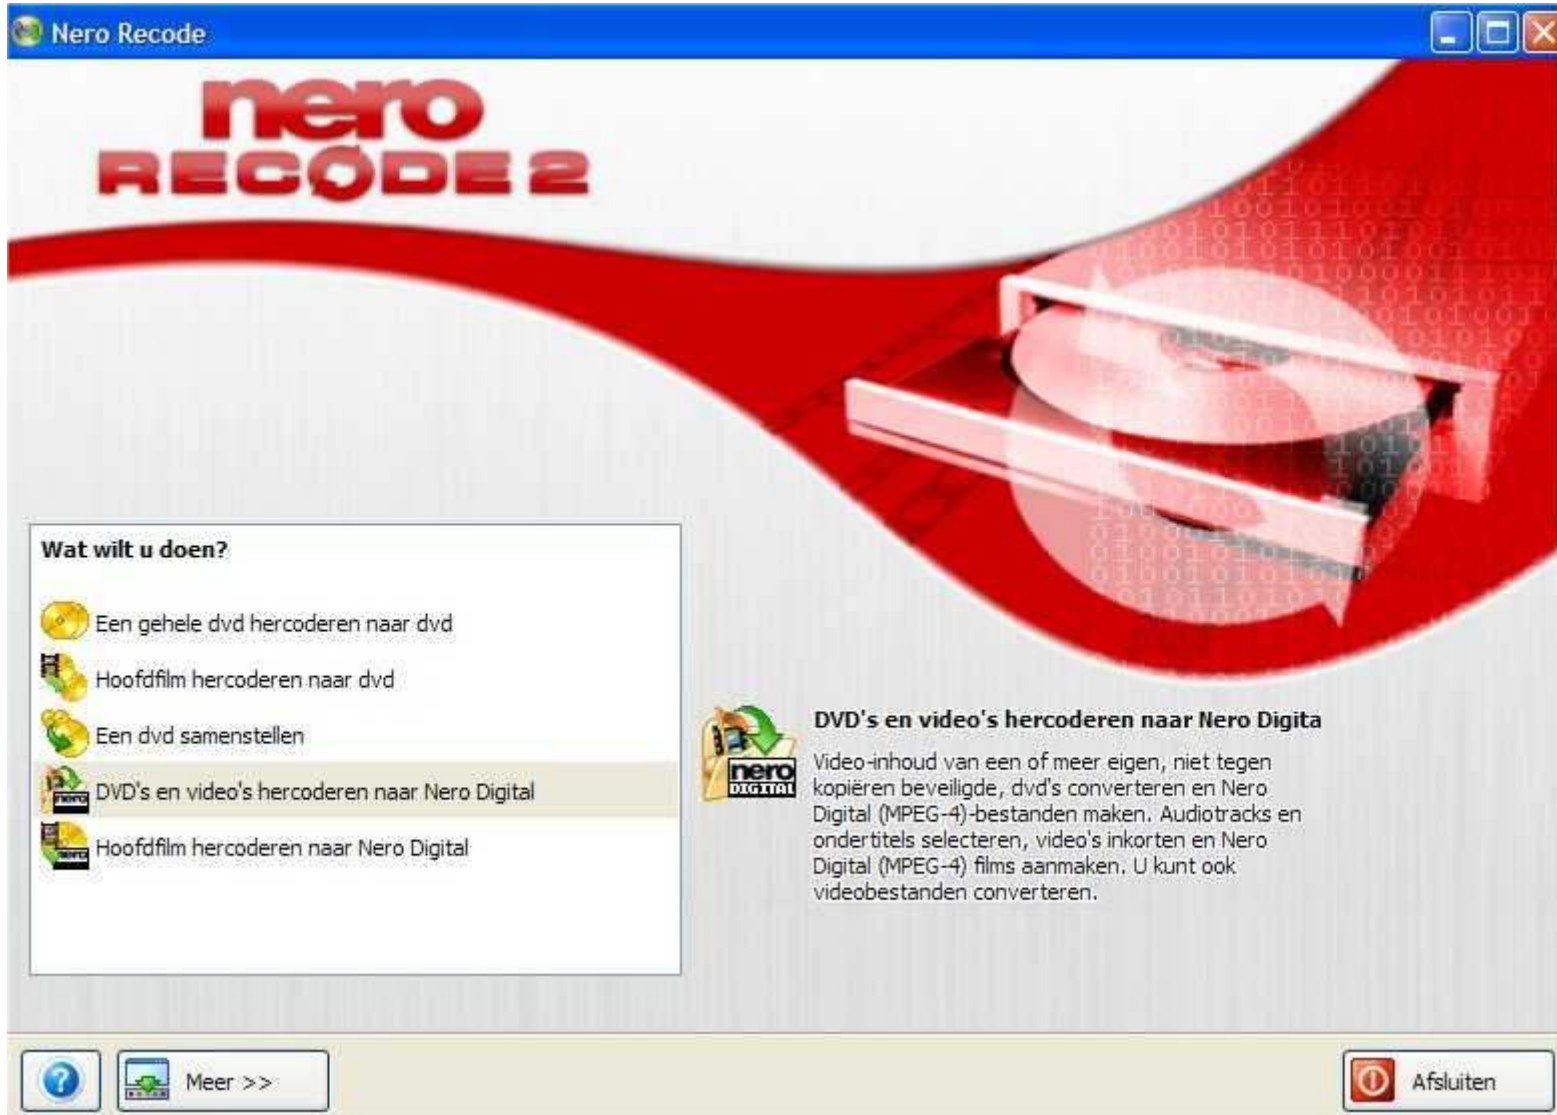 Nero Recode
nero
RECODE 2
Wat wilt u doen?
Een gehele dvd hercoderen naar dvd
Hoofdfilm hercoderen naar dvd
Een dvd samenstellen
DVD's en video's hercoderen naar Nero Digital
Hoofdfilm hercoderen naar Nero Digital
nero
DIGITAL
DVD's en video's hercoderen naar Nero Digita
Video-inhoud van een of meer eigen, niet tegen
kopiëren beveiligde, dvd's converteren en Nero
Digital (MPEG-4)-bestanden maken. Audiotracks en
ondertitels selecteren, video's inkorten en Nero
Digital (MPEG-4) films aanmaken. U kunt ook
videobestanden converteren.
Meer >>
Afsluiten